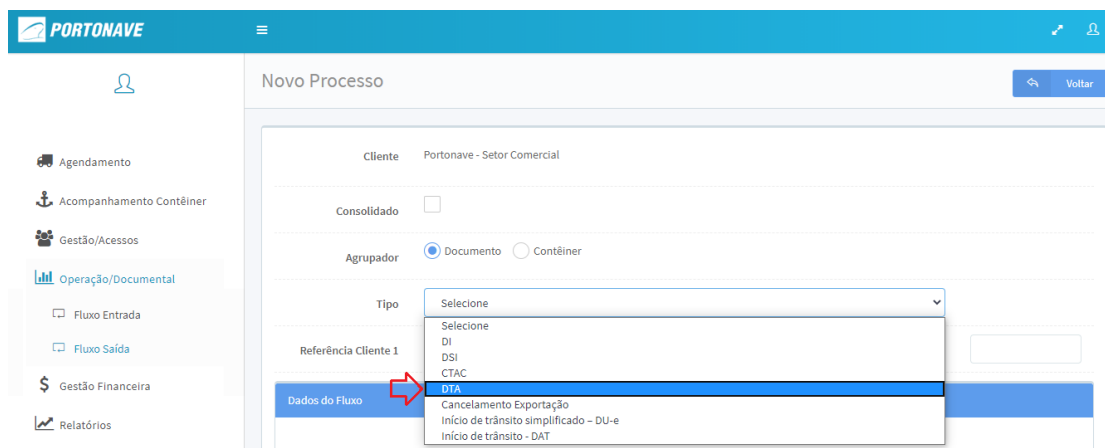 PORTONAVE
Novo Processo
Voltar
Agendamento
Acompanhamento Contêiner
Gestão/Acessos
Operação/Documental
Fluxo Entrada
Fluxo Saída
Gestão Financeira
Relatórios
Cliente Portonave - Setor Comercial
Consolidado
Agrupador Documento Contêiner
Tipo Selecione
Selecione
Referência Cliente 1
DI
DSI
CTAC
Dados do Fluxo
DTA
Cancelamento Exportação
Início de trânsito simplificado – DU-e
Início de trânsito - DAT